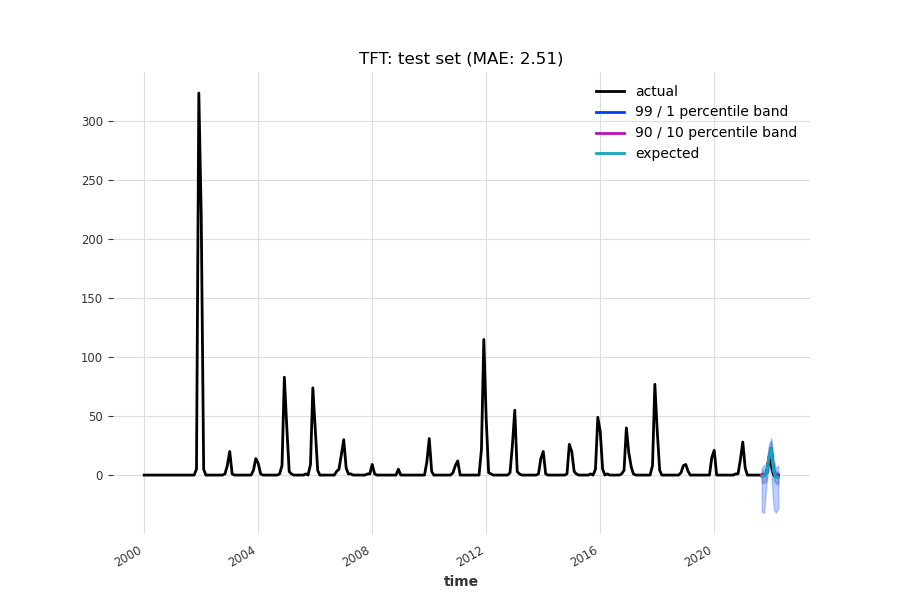 TFT: test set (MAE: 2.51)
actual
99 / 1 percentile band
90 / 10 percentile band
expected
300
250
200
150
100
50
0
2000
2004
2008
2012
2016
2020
time